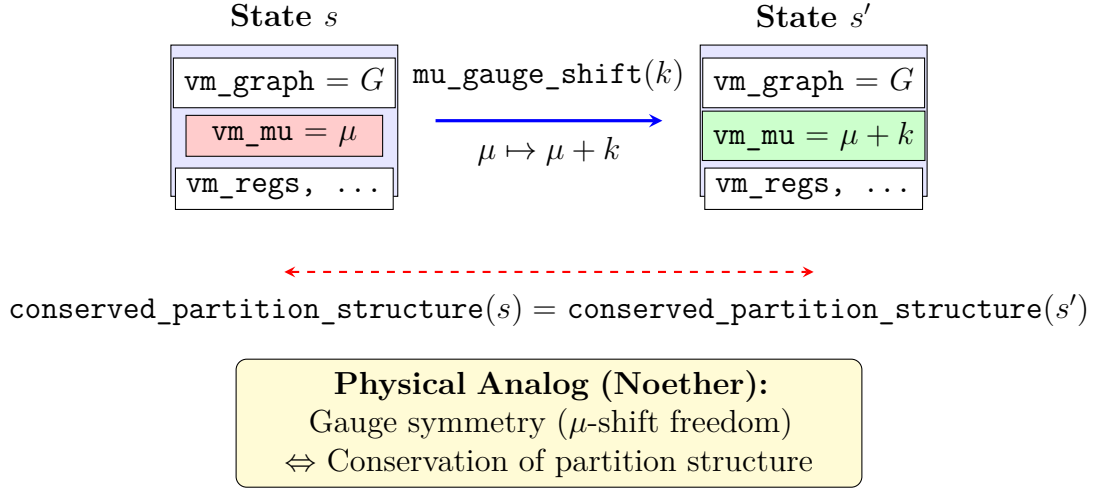 State s
State s′
vm_graph = G
mu_gauge_shift(k)
vm_graph = G
vm_mu = μ
vm_mu = μ + k
μ ↦ μ + k
vm_regs, ...
vm_regs, ...
conserved_partition_structure(s) = conserved_partition_structure(s′)
Physical Analog (Noether):
Gauge symmetry (μ-shift freedom)
⇔ Conservation of partition structure